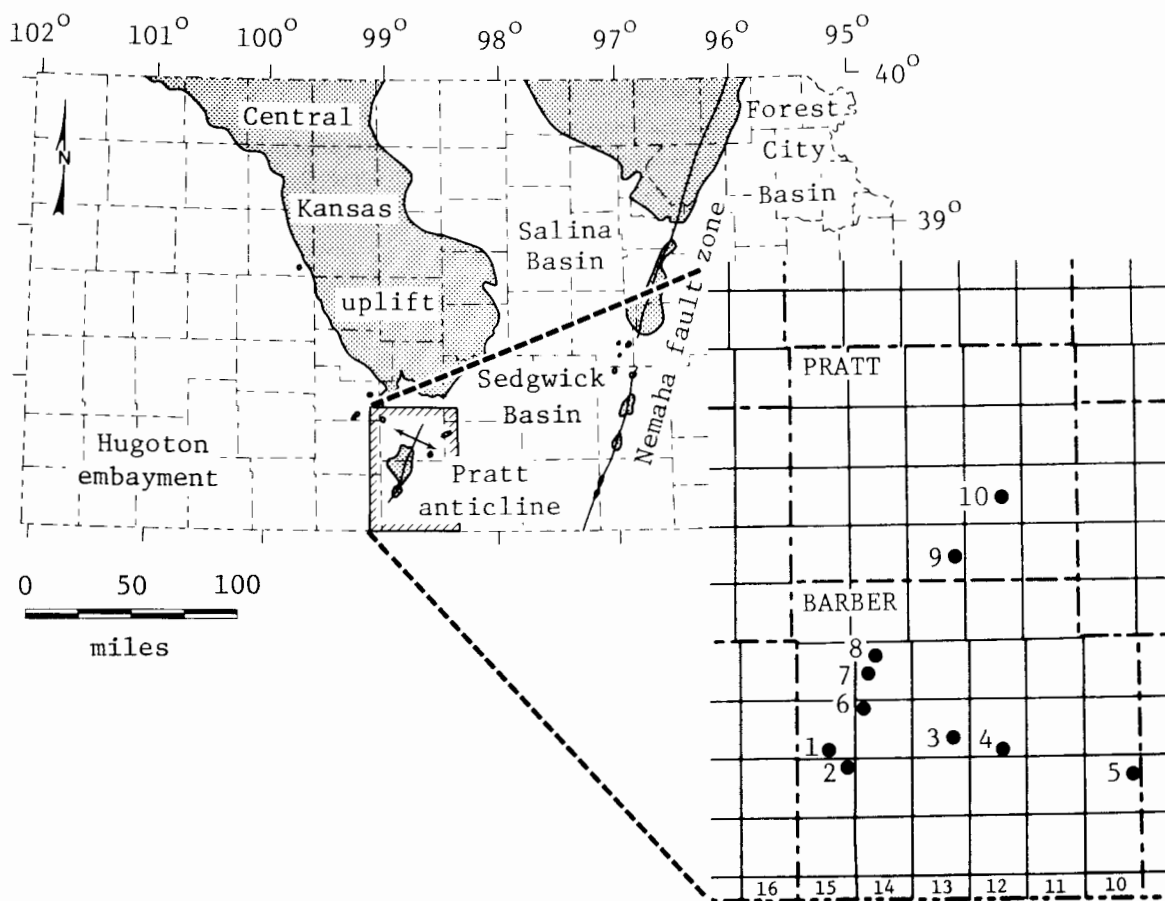 102° 101° 100° 99° 98° 97° 96° 95°
40°
N
Central
Kansas
uplift
Forest
City
Basin
39°
Salina
Basin
Nemaha fault zone
Sedgwick
Basin
Hugoton
embayment
Pratt
anticline
0 50 100
miles
PRATT
10
9
BARBER
8
7
6
1
2
3
4
5
16 15 14 13 12 11 10